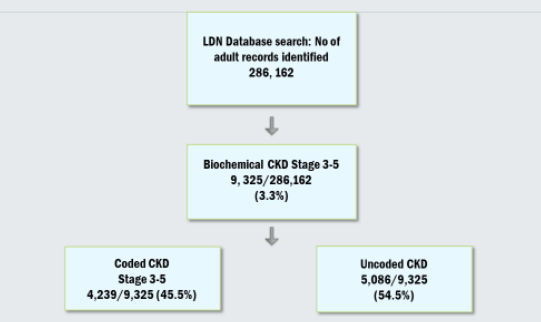 LDN Database search: No of
adult records identified
286, 162
Biochemical CKD Stage 3-5
9, 325/286,162
(3.3%)
Coded CKD
Stage 3-5
4,239/9,325 (45.5%)
Uncoded CKD
5,086/9,325
(54.5%)